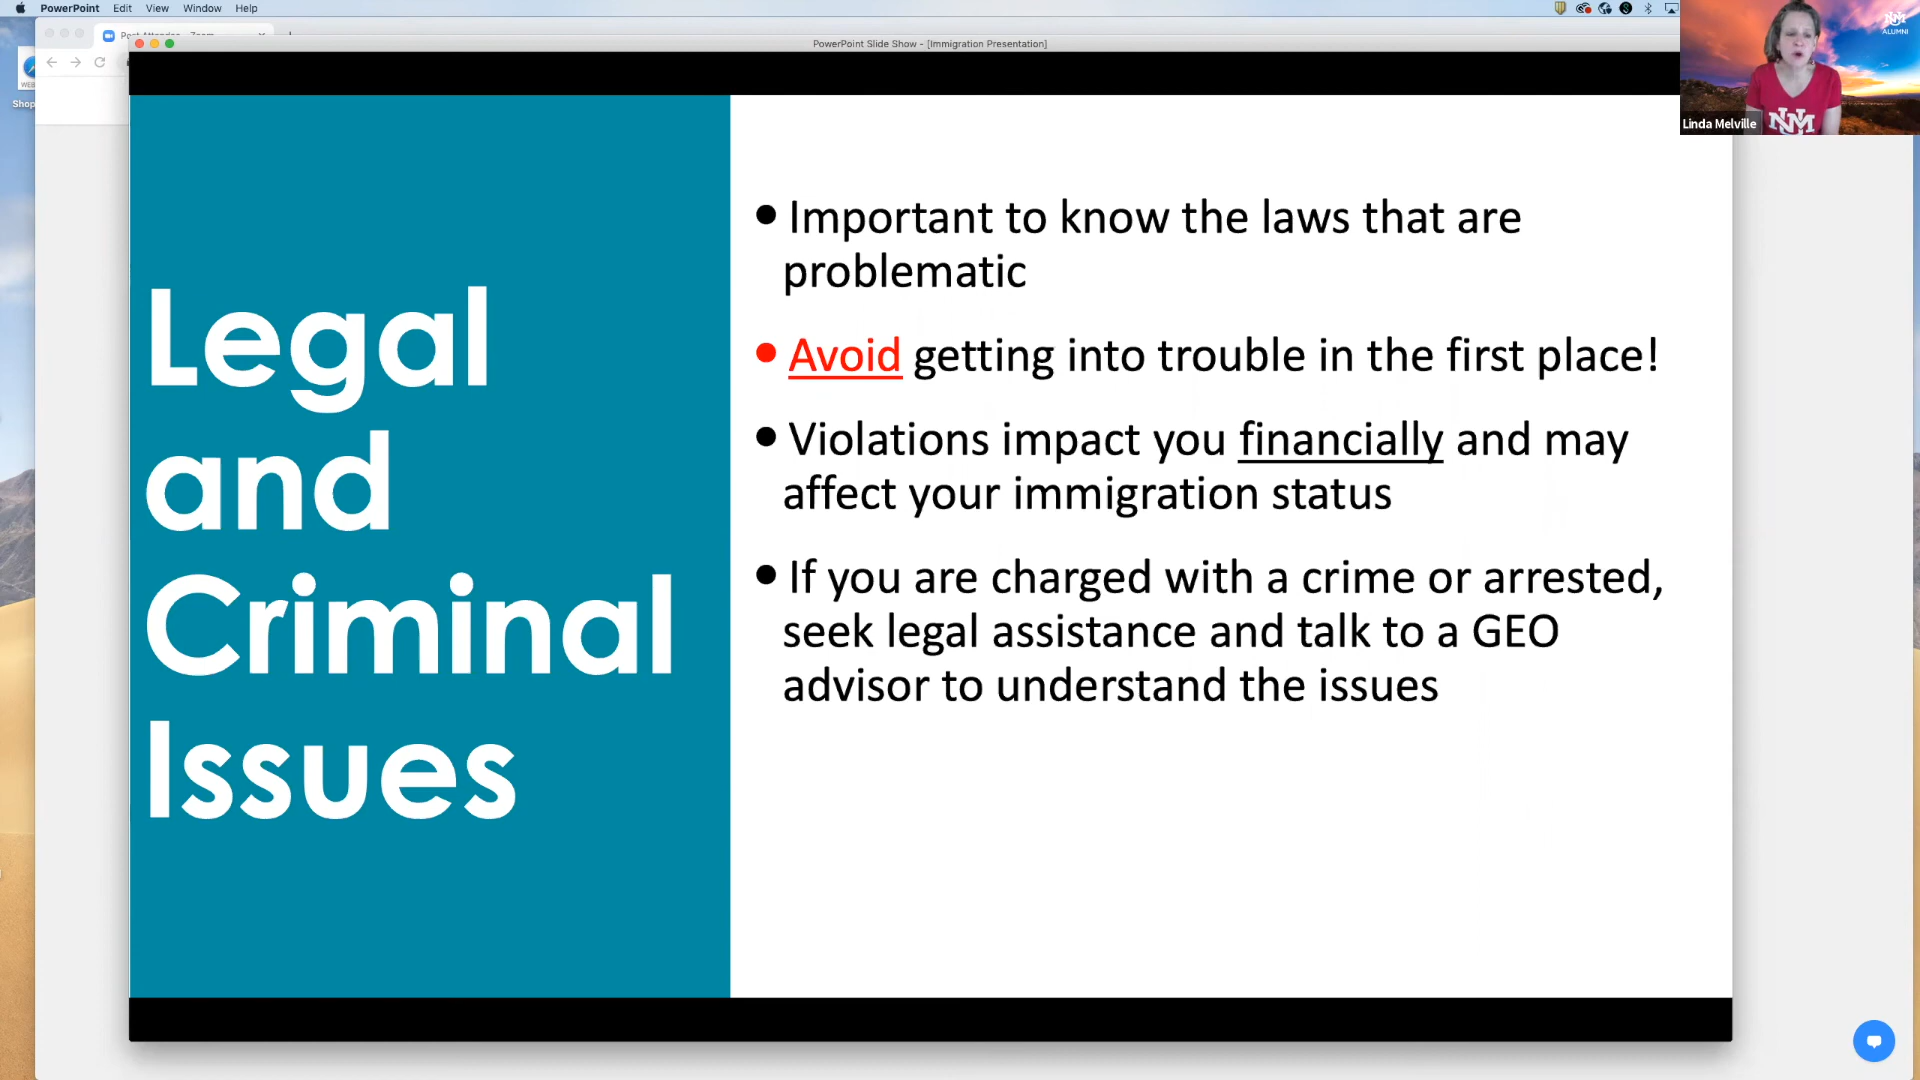 PowerPoint Edit View Window Help
PowerPoint Slide Show - [Immigration Presentation]
UNM
ALUMNI
Linda Melville
Shop
Legal
and
Criminal
Issues
• Important to know the laws that are
problematic
• Avoid getting into trouble in the first place!
• Violations impact you financially and may
affect your immigration status
• If you are charged with a crime or arrested,
seek legal assistance and talk to a GEO
advisor to understand the issues